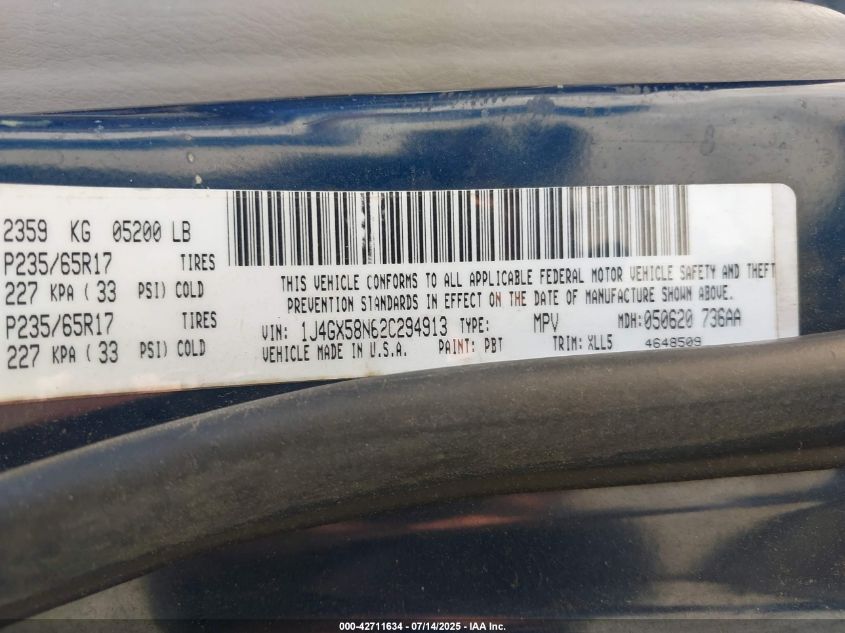 2359 KG 05200 LB
P235/65R17 TIRES
227 KPA ( 33 PSI) COLD
P235/65R17 TIRES
227 KPA ( 33 PSI) COLD
THIS VEHICLE CONFORMS TO ALL APPLICABLE FEDERAL MOTOR VEHICLE SAFETY AND THEFT
PREVENTION STANDARDS IN EFFECT ON THE DATE OF MANUFACTURE SHOWN ABOVE.
VIN: 1J4GX58N62C294913 TYPE: MPV MDH:050620 736AA
VEHICLE MADE IN U.S.A. PAINT: PBT TRIM: XLL5 4648509
000-42711634 / 07/14/2025 - IAA Inc.